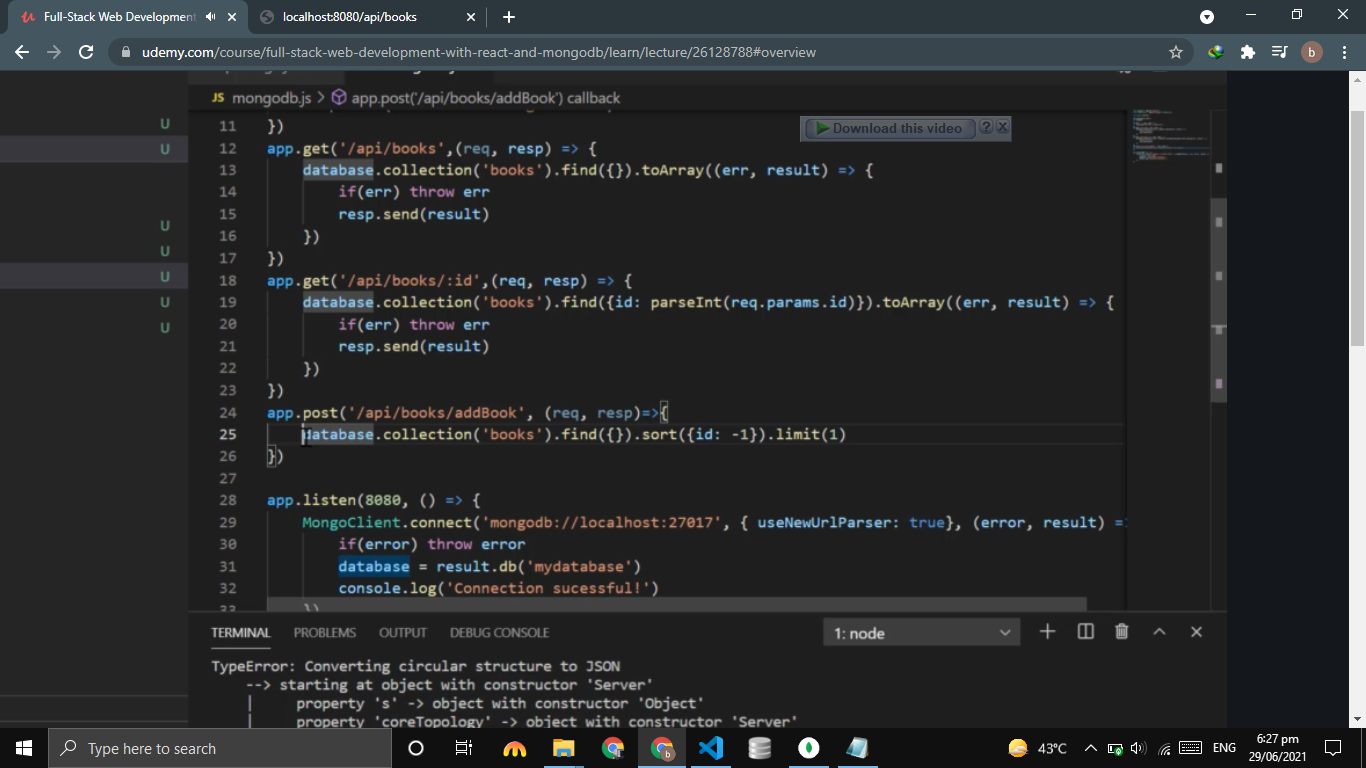 Full-Stack Web Development
localhost:8080/api/books
udemy.com/course/full-stack-web-development-with-react-and-mongodb/learn/lecture/26128788#overview
b
JS mongodb.js > app.post('/api/books/addBook') callback
Download this video ? X
U
U
U
U
U
U
U
11 })
12 app.get('/api/books',(req, resp) => {
13 database.collection('books').find({}).toArray((err, result) => {
14 if(err) throw err
15 resp.send(result)
16 })
17 })
18 app.get('/api/books/:id',(req, resp) => {
19 database.collection('books').find({id: parseInt(req.params.id)}).toArray((err, result) => {
20 if(err) throw err
21 resp.send(result)
22 })
23 })
24 app.post('/api/books/addBook', (req, resp)=>{
25 database.collection('books').find({}).sort({id: -1}).limit(1)
26 })
27
28 app.listen(8080, () => {
29 MongoClient.connect('mongodb://localhost:27017', { useNewUrlParser: true}, (error, result) =
30 if(error) throw error
31 database = result.db('mydatabase')
32 console.log('Connection sucessful!')
33 })
TERMINAL PROBLEMS OUTPUT DEBUG CONSOLE 1: node
TypeError: Converting circular structure to JSON
--> starting at object with constructor 'Server'
| property 's' -> object with constructor 'Object'
| property 'coreTopology' -> object with constructor 'Server'
Type here to search
43°C ENG 6:27 pm
29/06/2021